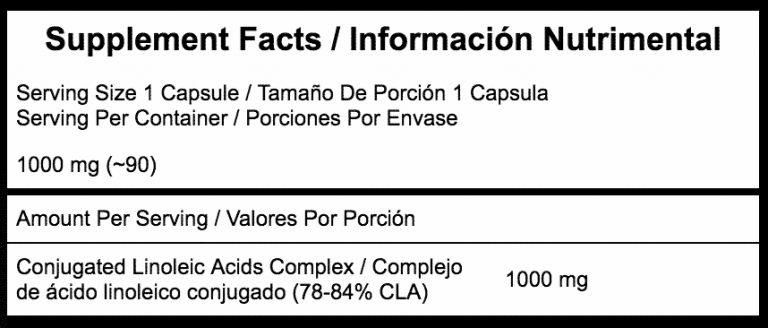 Supplement Facts / Información Nutrimental
Serving Size 1 Capsule / Tamaño De Porción 1 Capsula
Serving Per Container / Porciones Por Envase
1000 mg (~90)
Amount Per Serving / Valores Por Porción
Conjugated Linoleic Acids Complex / Complejo
de ácido linoleico conjugado (78-84% CLA)
1000 mg